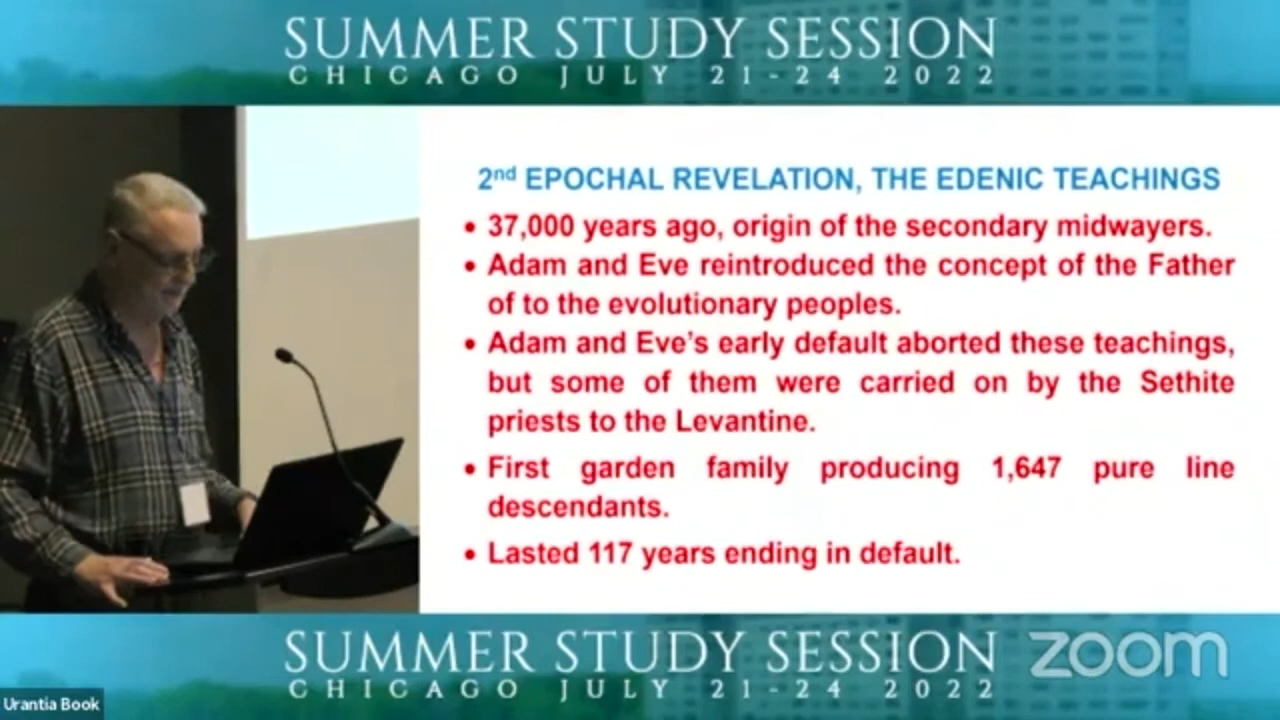 SUMMER STUDY SESSION
CHICAGO JULY 21-24 2022
2nd EPOCHAL REVELATION, THE EDENIC TEACHINGS
• 37,000 years ago, origin of the secondary midwayers.
• Adam and Eve reintroduced the concept of the Father
of to the evolutionary peoples.
• Adam and Eve's early default aborted these teachings,
but some of them were carried on by the Sethite
priests to the Levantine.
• First garden family producing 1,647 pure line
descendants.
• Lasted 117 years ending in default.
SUMMER STUDY SESSION
CHICAGO JULY 21-24 2022
zoom
Urantia Book